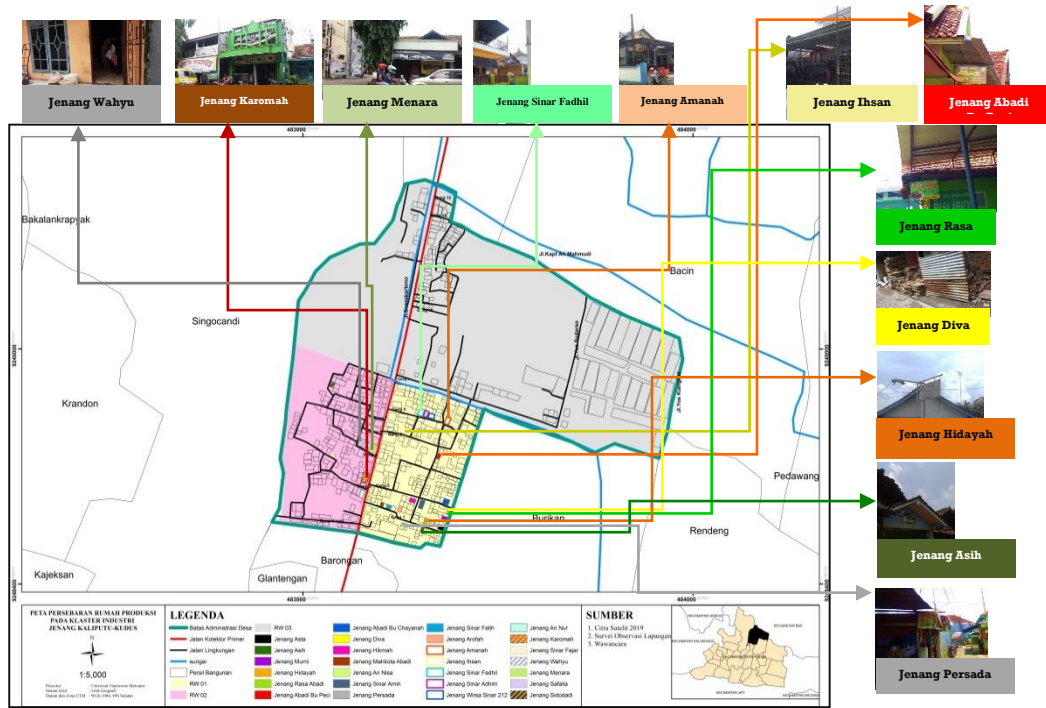 Jenang Wahyu
Jenang Karomah
Jenang Menara
Jenang Sinar Fadhil
Jenang Amanah
Jenang Ihsan
Jenang Abadi
Jenang Rasa
Jenang Diva
Jenang Hidayah
Jenang Asih
Jenang Persada
483000
484000
Bakalankrapyak
Jl.Kapt Ali Mahmudi
Bacin
Singocandi
Krandon
Pedawang
Burikan
Rendeng
Barongan
Glantengan
Kajeksan
483000
484000
PETA PERSEBARAN RUMAH PRODUKSI
PADA KLASTER INDUSTRI
JENANG KALIPUTU-KUDUS
N
1:5,000
LEGENDA
Batas Administrasi Desa
Jalan Kolektor Primer
Jalan Lingkungan
sungai
Persil Bangunan
RW 01
RW 02
RW 03
Jenang Asta
Jenang Asih
Jenang Murni
Jenang Hidayah
Jenang Rasa Abadi
Jenang Abadi Bu Peci
Jenang Abadi Bu Chayanah
Jenang Diva
Jenang Hikmah
Jenang Mahkota Abadi
Jenang An Nisa
Jenang Sinar Amin
Jenang Persada
Jenang Sinar Fatih
Jenang Arofah
Jenang Amanah
Jenang Ihsan
Jenang Sinar Fadhil
Jenang Sinar Adhim
Jenang Wirsa Sinar 212
Jenang An Nur
Jenang Karomah
Jenang Sinar Fajar
Jenang Wahyu
Jenang Menara
Jenang Safalia
Jenang Sidodadi
SUMBER
1. Citra Satelit 2019
2. Survei Observasi Lapangan
3. Wawancara